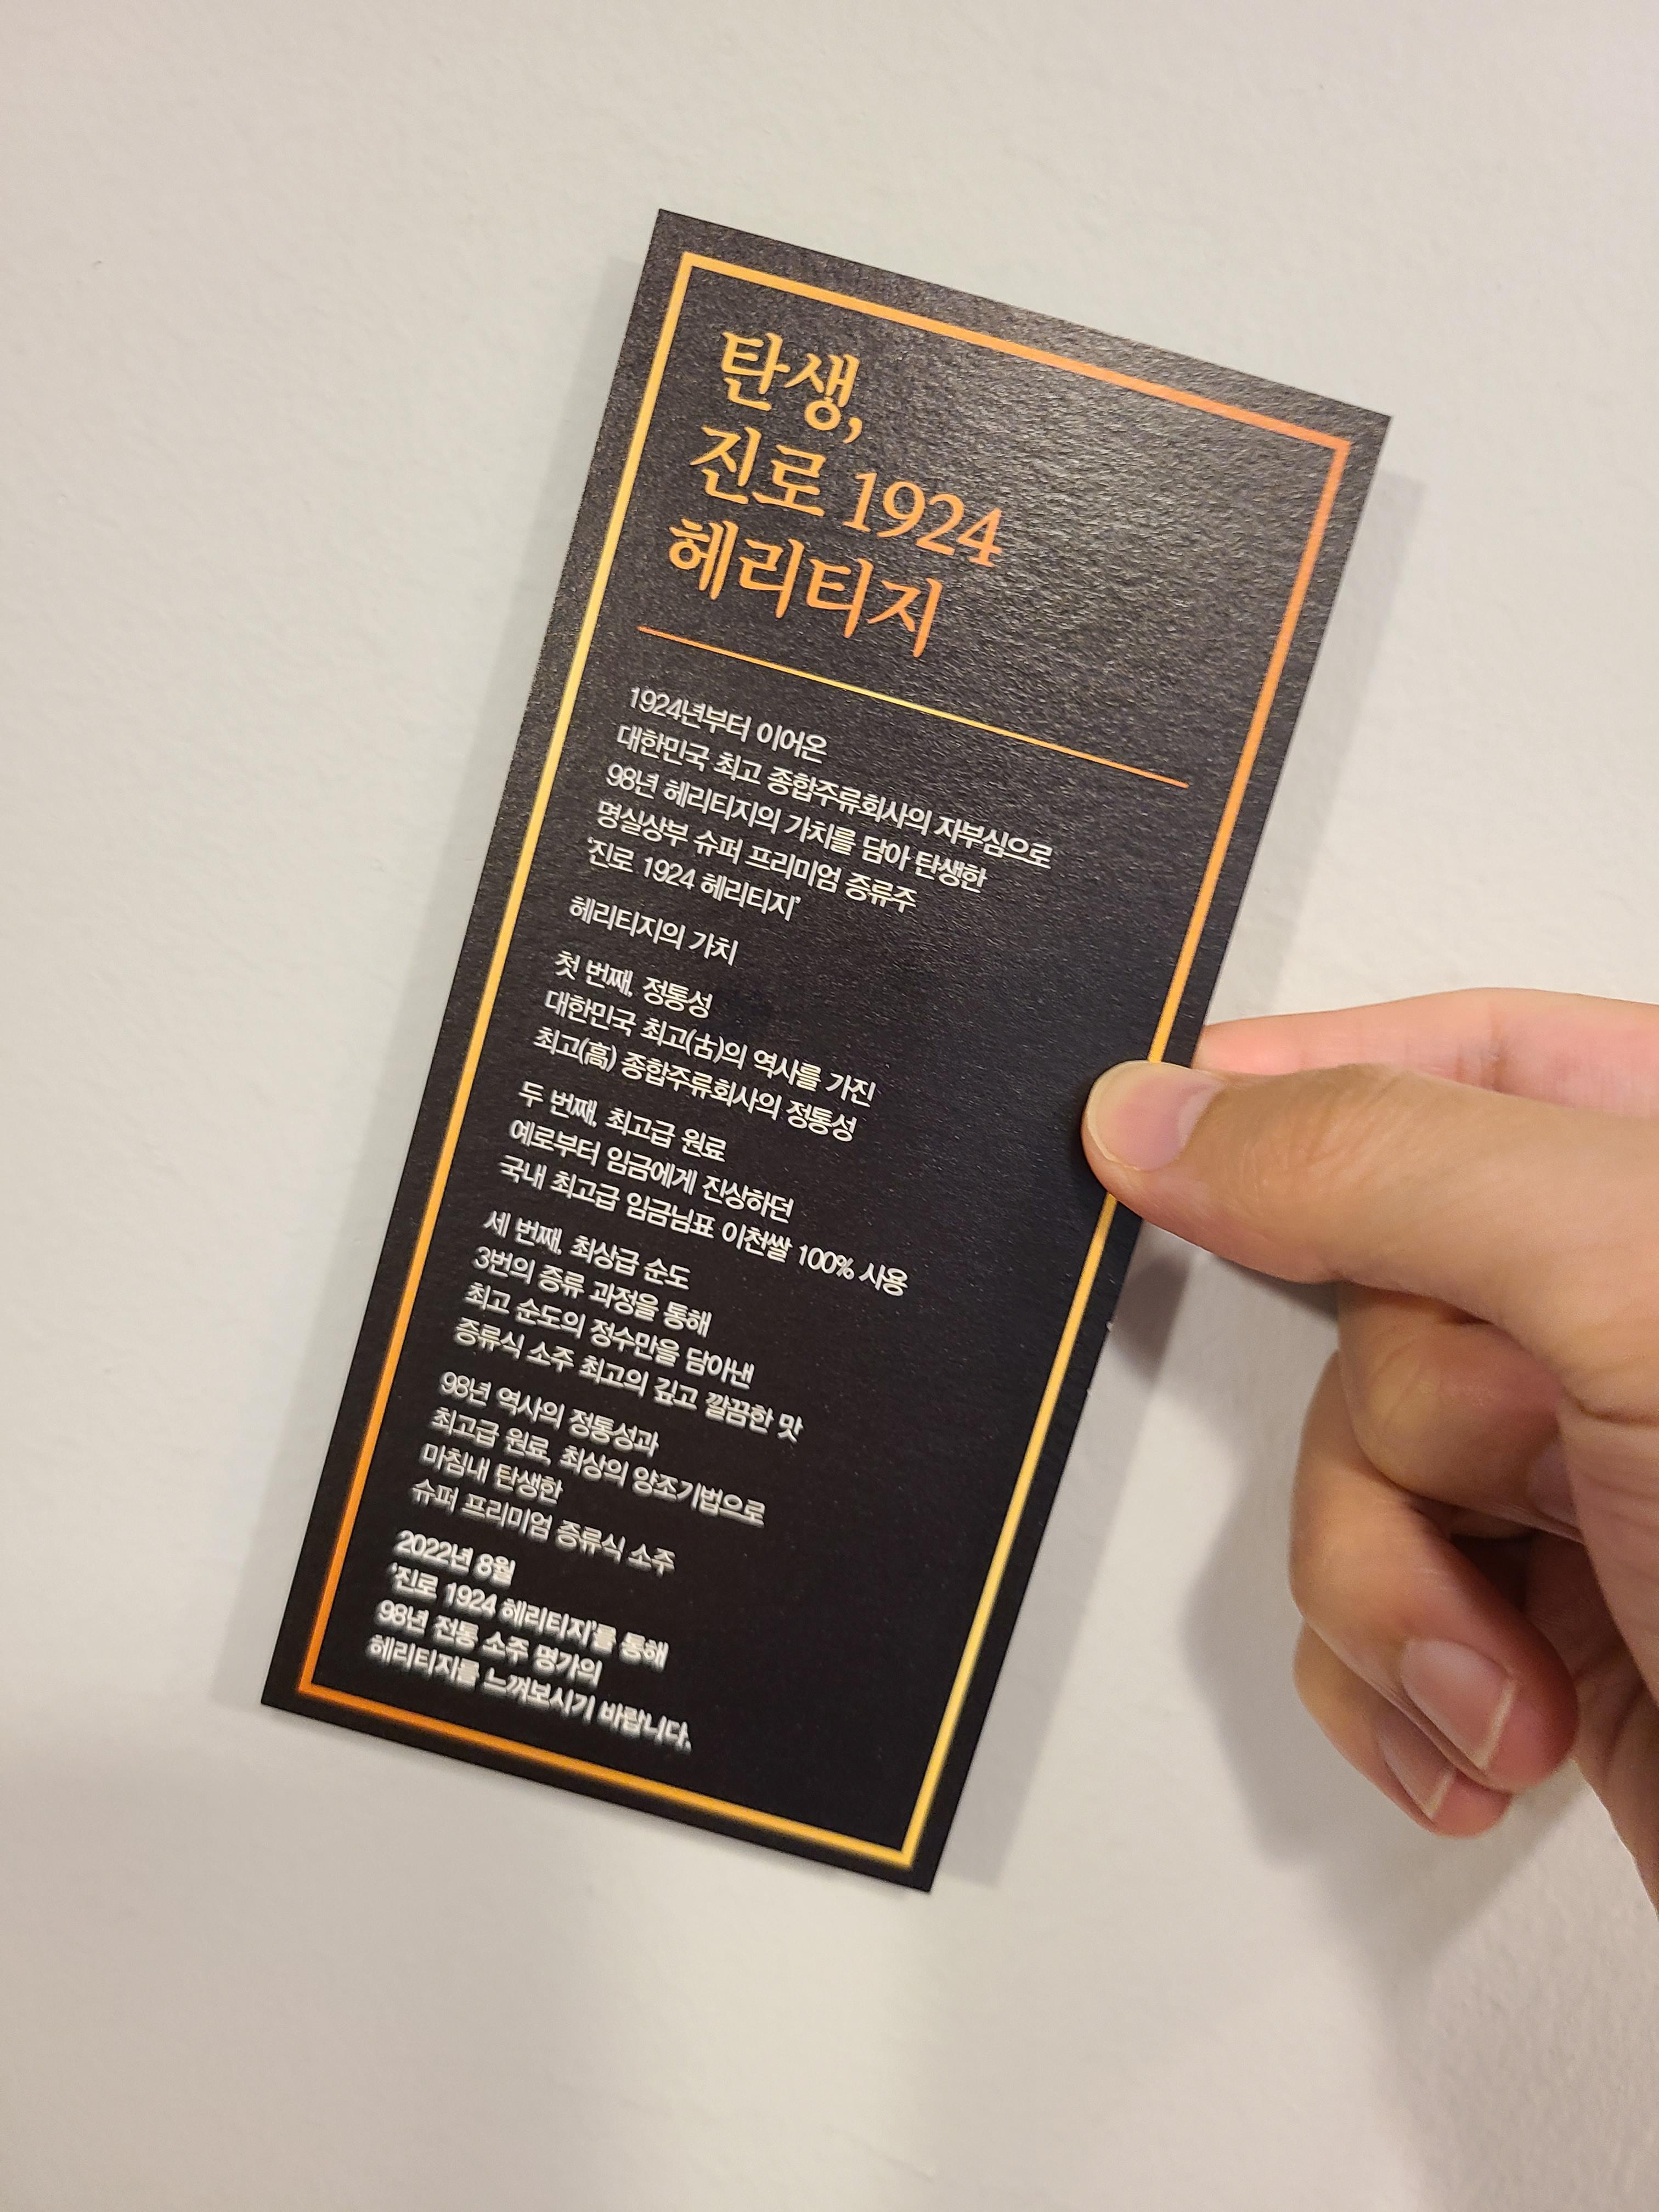 탄생,
진로 1924
헤리티지
1924년부터 이어온
대한민국 최고 종합주류회사의 자부심으로
98년 헤리티지의 가치를 담아 탄생한
명실상부 슈퍼 프리미엄 증류주
'진로 1924 헤리티지'
헤리티지의 가치
첫 번째, 정통성
대한민국 최고(古)의 역사를 가진
최고(高) 종합주류회사의 정통성
두 번째, 최고급 원료
예로부터 임금에게 진상하던
국내 최고급 임금님표 이천쌀 100% 사용
세 번째, 최상급 순도
3번의 증류 과정을 통해
최고 순도의 정수만을 담아낸
증류식 소주 최고의 깊고 깔끔한 맛
98년 역사의 정통성과
최고급 원료, 최상의 양조기법으로
마침내 탄생한
슈퍼 프리미엄 증류식 소주
2022년 8월
'진로 1924 헤리티지'를 통해
98년 전통 소주 명가의
헤리티지를 느껴보시기 바랍니다.